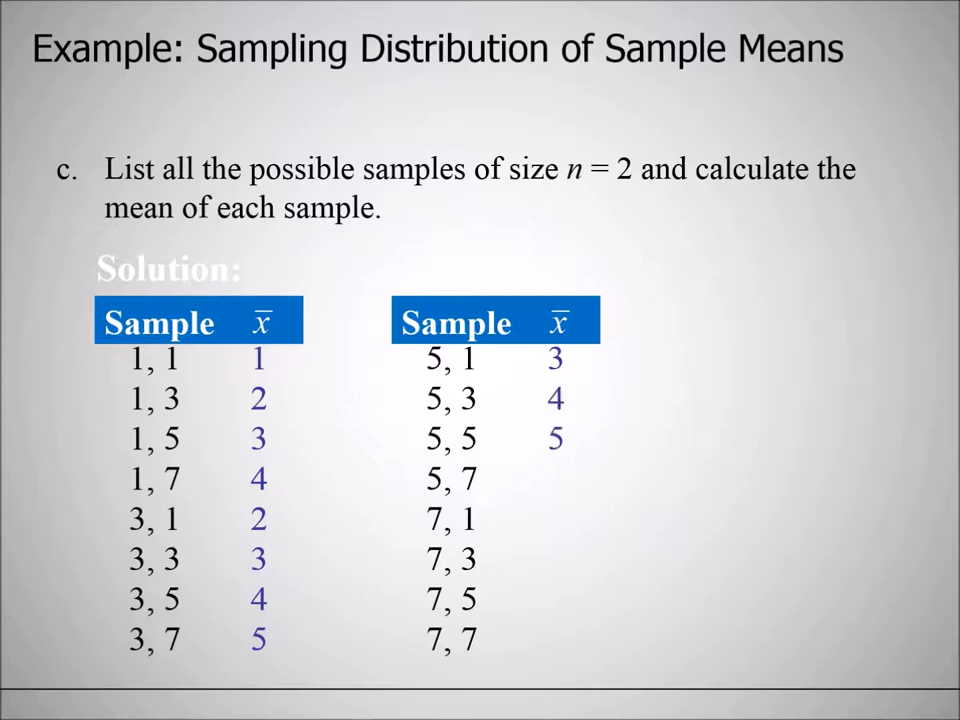 Example: Sampling Distribution of Sample Means
c. List all the possible samples of size n = 2 and calculate the
mean of each sample.
Solution:
Sample x̅
1, 1 1
1, 3 2
1, 5 3
1, 7 4
3, 1 2
3, 3 3
3, 5 4
3, 7 5
Sample x̅
5, 1 3
5, 3 4
5, 5 5
5, 7
7, 1
7, 3
7, 5
7, 7